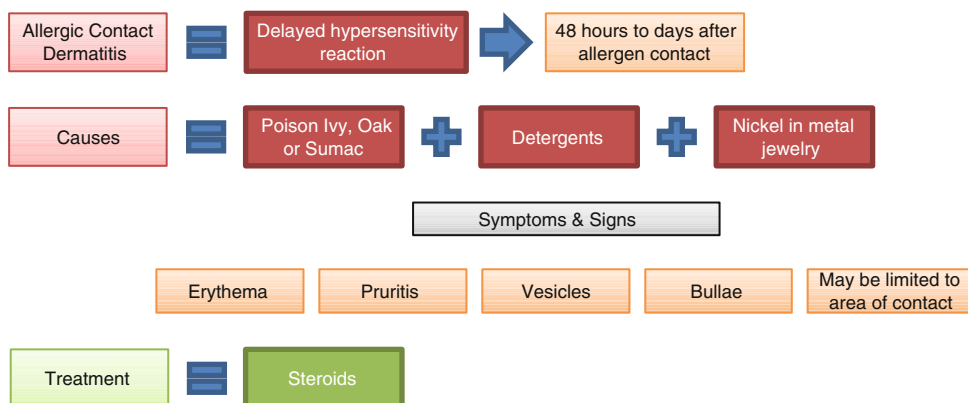 Allergic Contact
Dermatitis
Delayed hypersensitivity
reaction
48 hours to days after
allergen contact
Causes
Poison Ivy, Oak
or Sumac
Detergents
Nickel in metal
jewelry
Symptoms & Signs
Erythema
Pruritis
Vesicles
Bullae
May be limited to
area of contact
Treatment
Steroids